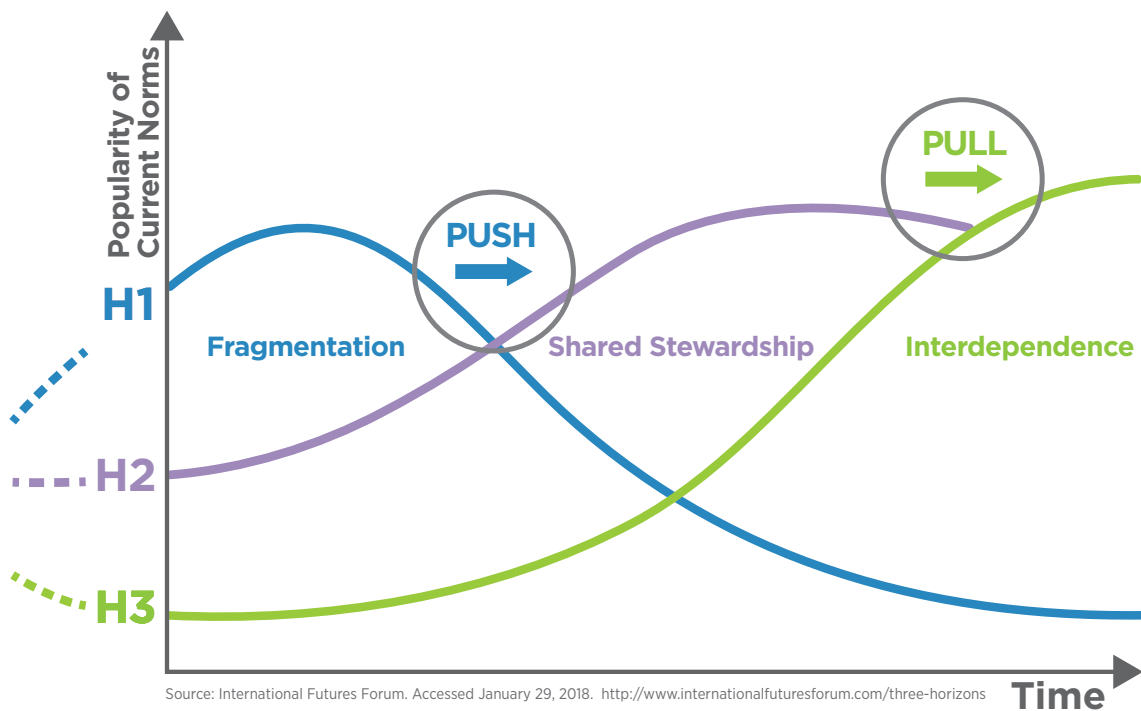 Popularity of
Current Norms
PULL
PUSH
H1
Fragmentation
Shared Stewardship
Interdependence
H2
H3
Source: International Futures Forum. Accessed January 29, 2018. http://www.internationalfuturesforum.com/three-horizons
Time